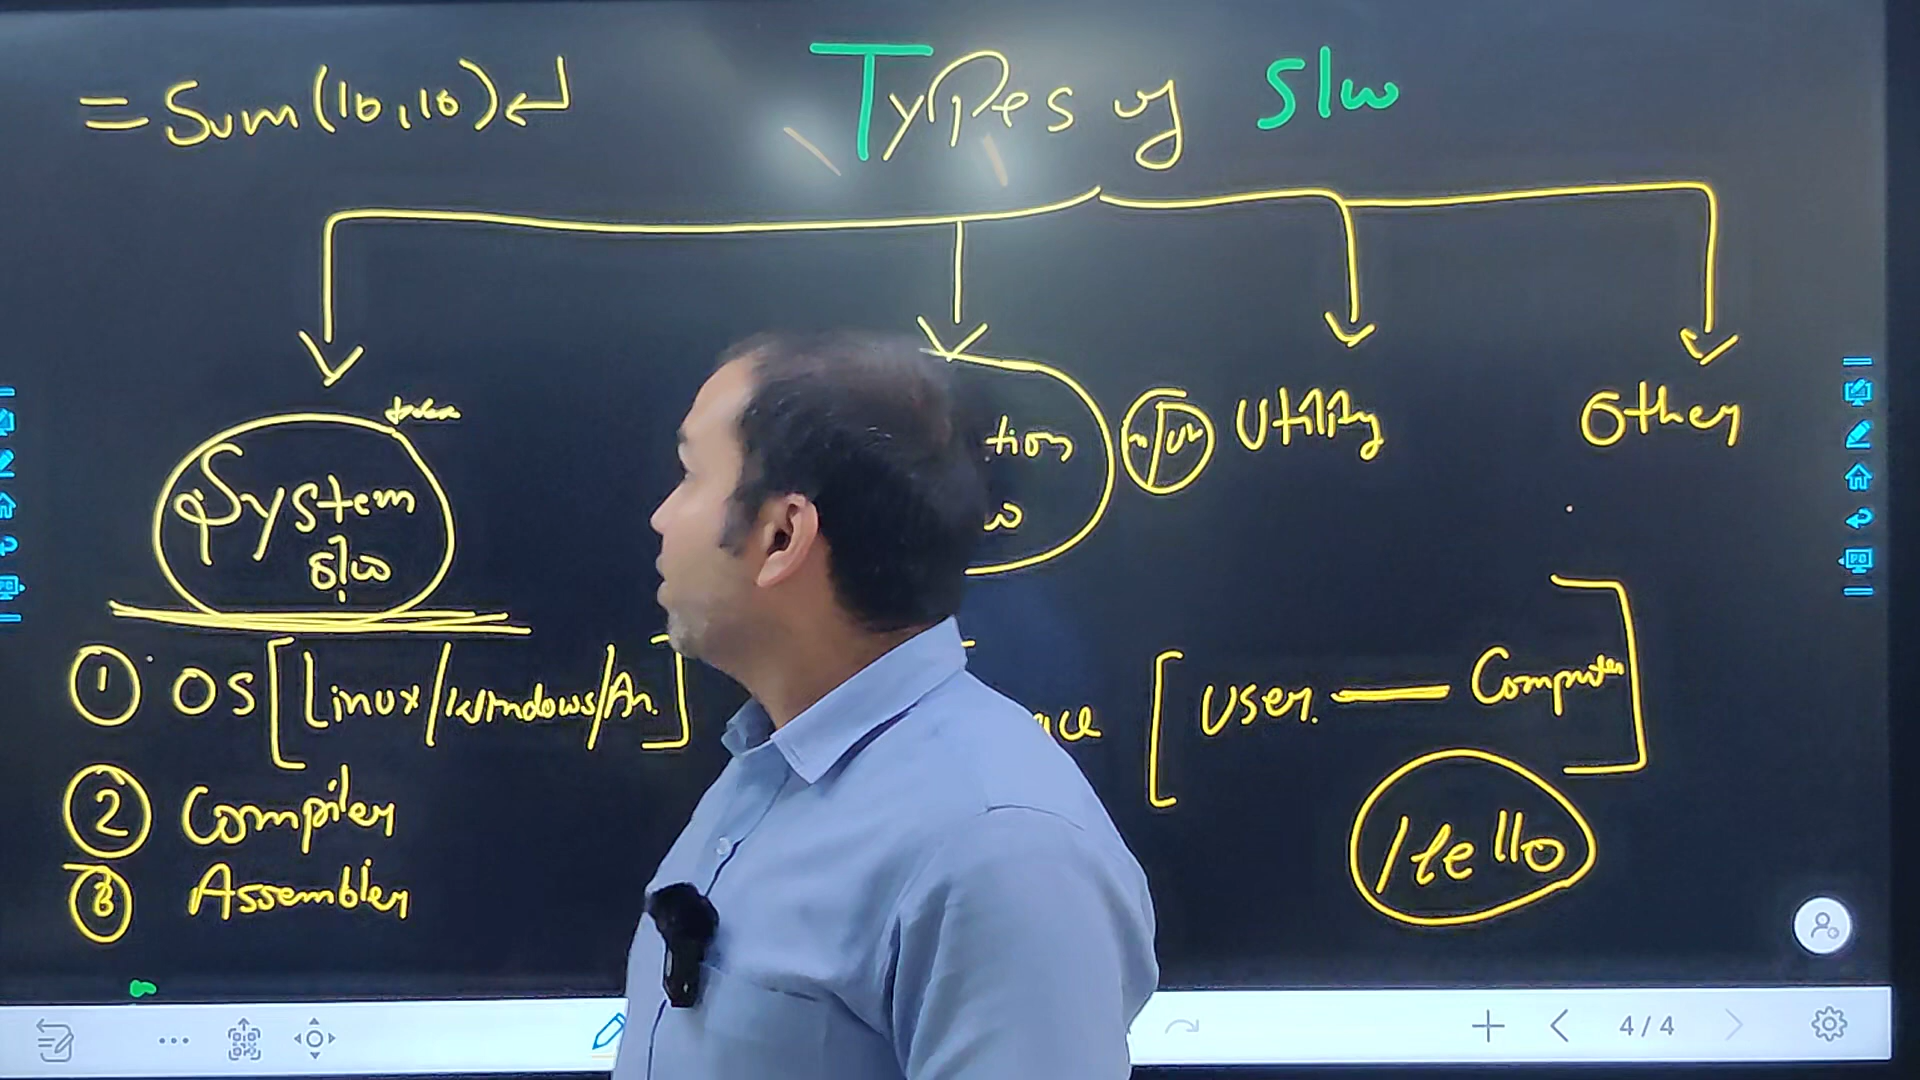 =Sum(10,10)
Types of S/w
System
S/w
tion
w
Utility
Other
1 OS [Linux/Windows/An.]
[User. — Computer]
2 Compiler
Hello
3 Assembler
4/4